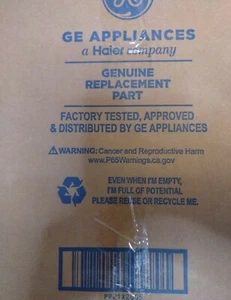 GE APPLIANCES
a Haier company
GENUINE
REPLACEMENT
PART
FACTORY TESTED, APPROVED
& DISTRIBUTED BY GE APPLIANCES
⚠WARNING: Cancer and Reproductive Harm
www.P65Warnings.ca.gov
EVEN WHEN I'M EMPTY,
I'M FULL OF POTENTIAL
PLEASE REUSE OR RECYCLE ME.